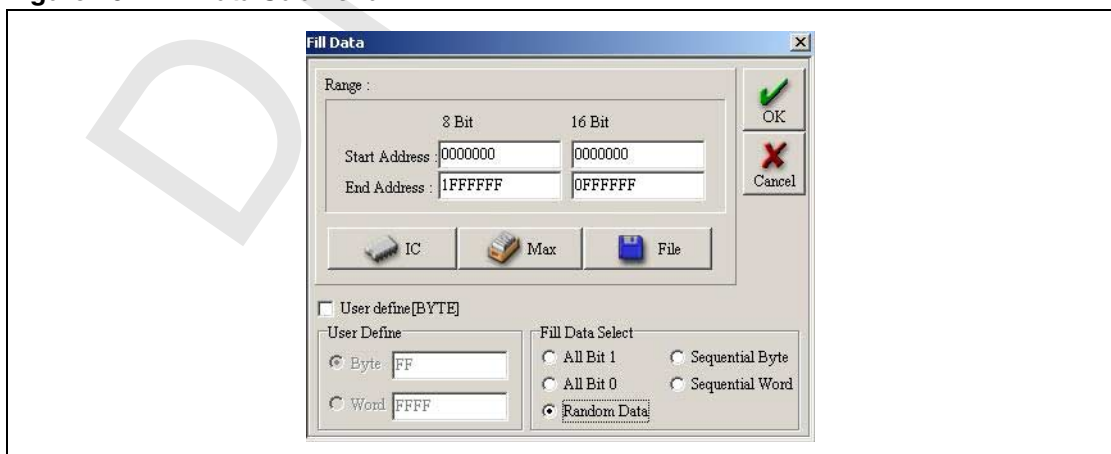 Fill Data
Range :
8 Bit 16 Bit
Start Address : 0000000 0000000
End Address : 1FFFFFF 0FFFFFF
IC Max File
OK
Cancel
User define[BYTE]
User Define
Byte FF
Word FFFF
Fill Data Select
All Bit 1 Sequential Byte
All Bit 0 Sequential Word
Random Data